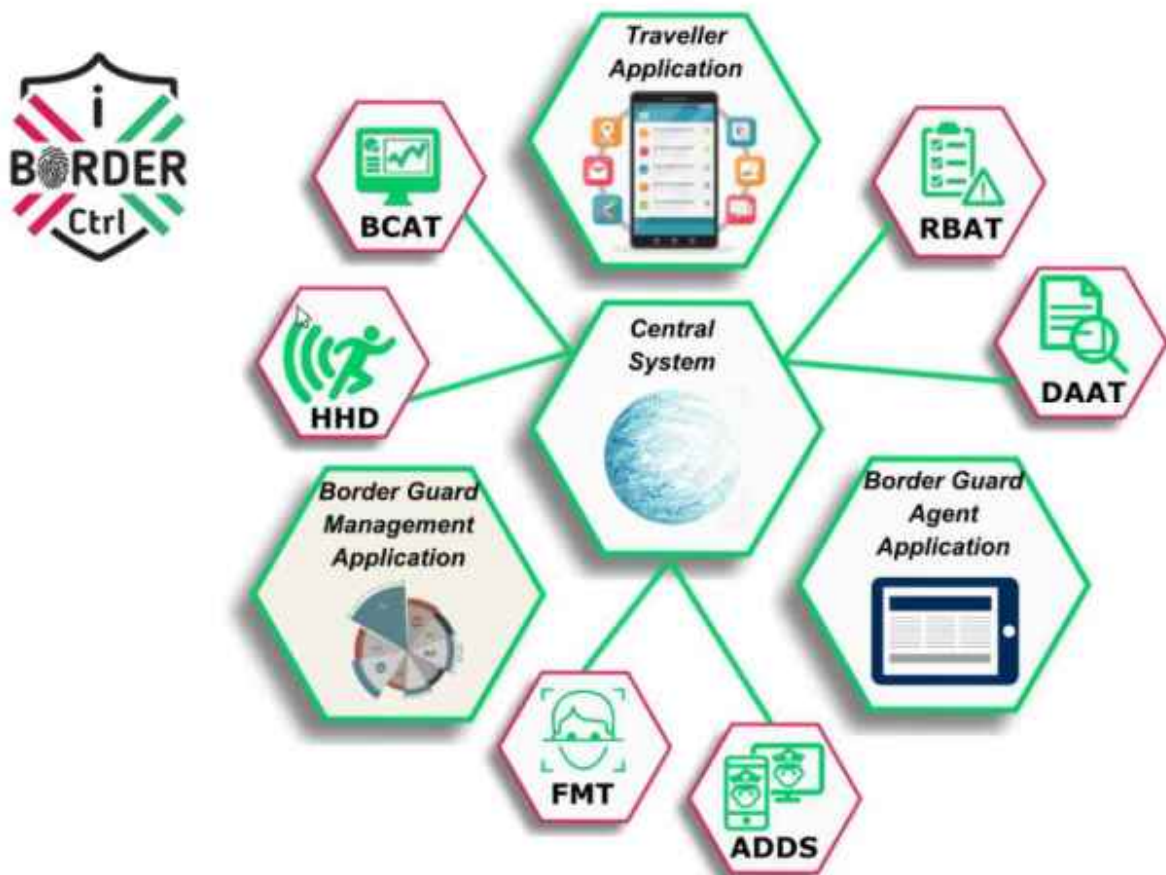 i
BORDER
Ctrl
Traveller
Application
BCAT
RBAT
HHD
Central
System
DAAT
Border Guard
Management
Application
Border Guard
Agent
Application
FMT
ADDS